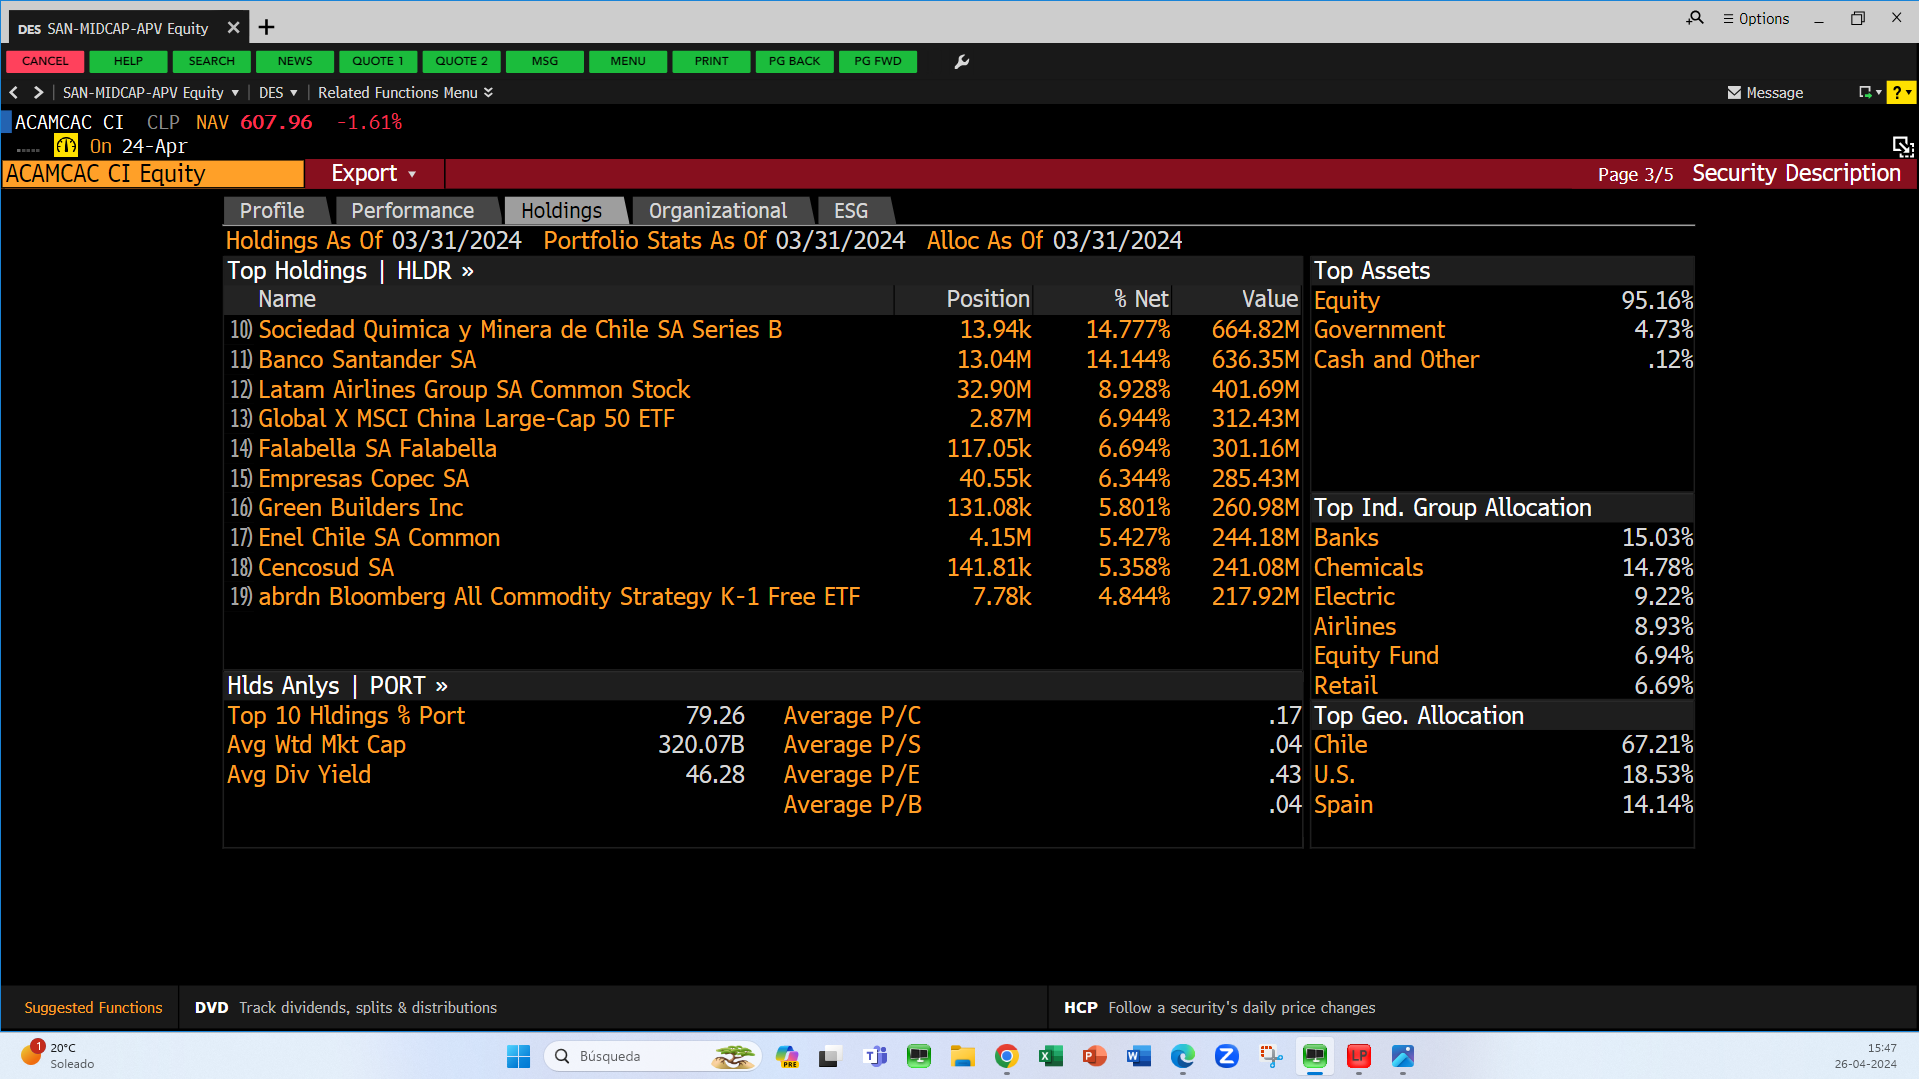 DES SAN-MIDCAP-APV Equity
Options
CANCEL HELP SEARCH NEWS QUOTE 1 QUOTE 2 MSG MENU PRINT PG BACK PG FWD
SAN-MIDCAP-APV Equity DES Related Functions Menu
Message ?
ACAMCAC CI CLP NAV 607.96 -1.61%
On 24-Apr
ACAMCAC CI Equity Export Page 3/5 Security Description
Profile Performance Holdings Organizational ESG
Holdings As Of 03/31/2024 Portfolio Stats As Of 03/31/2024 Alloc As Of 03/31/2024
Top Holdings | HLDR »
Name Position % Net Value
10) Sociedad Quimica y Minera de Chile SA Series B 13.94k 14.777% 664.82M
11) Banco Santander SA 13.04M 14.144% 636.35M
12) Latam Airlines Group SA Common Stock 32.90M 8.928% 401.69M
13) Global X MSCI China Large-Cap 50 ETF 2.87M 6.944% 312.43M
14) Falabella SA Falabella 117.05k 6.694% 301.16M
15) Empresas Copec SA 40.55k 6.344% 285.43M
16) Green Builders Inc 131.08k 5.801% 260.98M
17) Enel Chile SA Common 4.15M 5.427% 244.18M
18) Cencosud SA 141.81k 5.358% 241.08M
19) abrdn Bloomberg All Commodity Strategy K-1 Free ETF 7.78k 4.844% 217.92M
Hlds Anlys | PORT »
Top 10 Hldings % Port 79.26 Average P/C .17
Avg Wtd Mkt Cap 320.07B Average P/S .04
Avg Div Yield 46.28 Average P/E .43
Average P/B .04
Top Assets
Equity 95.16%
Government 4.73%
Cash and Other .12%
Top Ind. Group Allocation
Banks 15.03%
Chemicals 14.78%
Electric 9.22%
Airlines 8.93%
Equity Fund 6.94%
Retail 6.69%
Top Geo. Allocation
Chile 67.21%
U.S. 18.53%
Spain 14.14%
Suggested Functions DVD Track dividends, splits & distributions HCP Follow a security's daily price changes
1 20°C
Soleado
Búsqueda
PRE
LP
15:47
26-04-2024